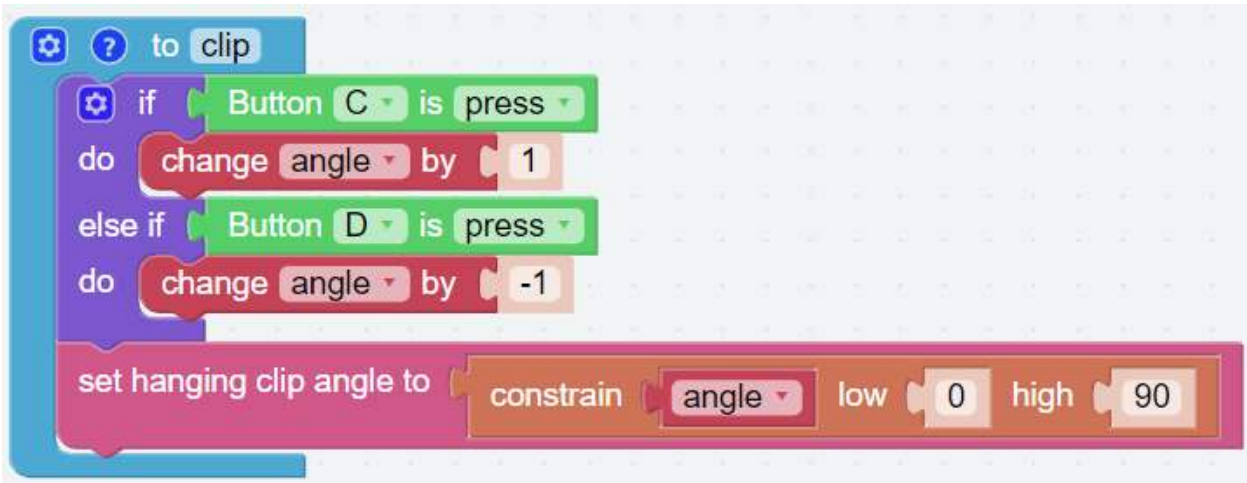 ? to clip
if Button C is press
do change angle by 1
else if Button D is press
do change angle by -1
set hanging clip angle to constrain angle low 0 high 90